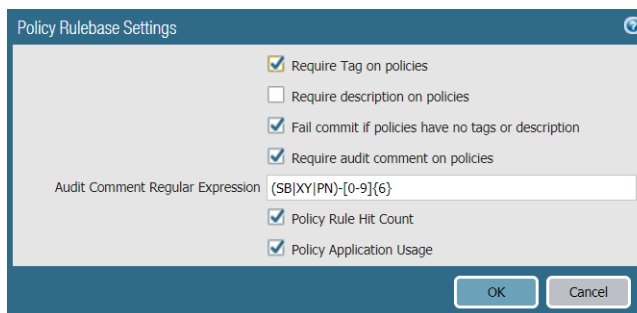 Policy Rulebase Settings
Require Tag on policies
Require description on policies
Fail commit if policies have no tags or description
Require audit comment on policies
Audit Comment Regular Expression (SB|XY|PN)-[0-9]{6}
Policy Rule Hit Count
Policy Application Usage
OK Cancel